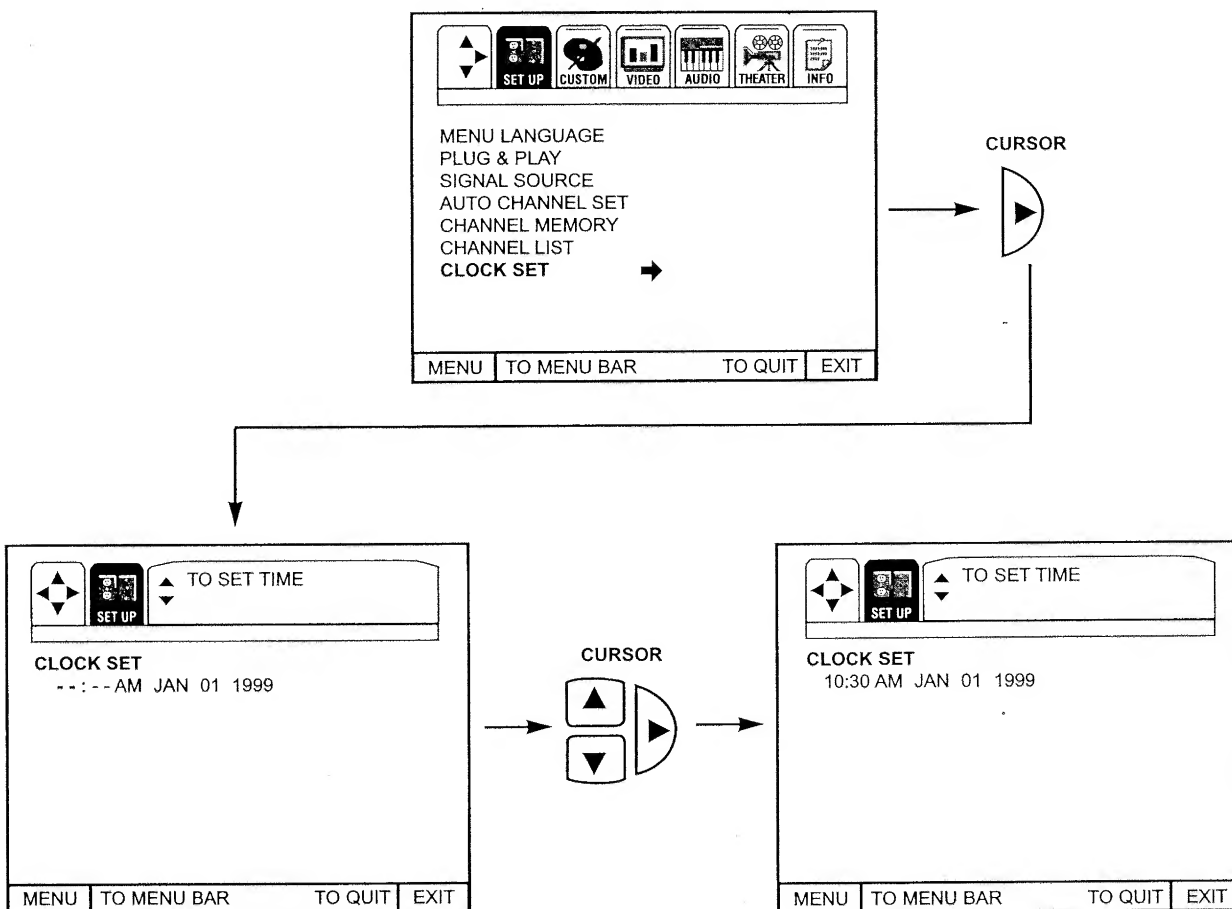 SET UP CUSTOM VIDEO AUDIO THEATER INFO
MENU LANGUAGE
PLUG & PLAY
SIGNAL SOURCE
AUTO CHANNEL SET
CHANNEL MEMORY
CHANNEL LIST
CLOCK SET
MENU TO MENU BAR TO QUIT EXIT
CURSOR
SET UP TO SET TIME
CLOCK SET
--:-- AM JAN 01 1999
MENU TO MENU BAR TO QUIT EXIT
CURSOR
SET UP TO SET TIME
CLOCK SET
10:30 AM JAN 01 1999
MENU TO MENU BAR TO QUIT EXIT